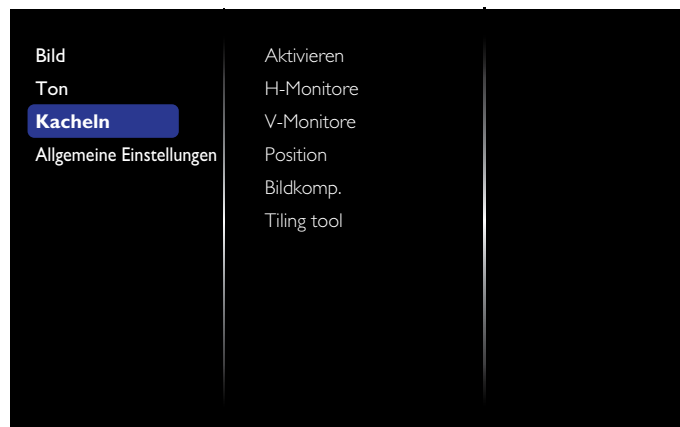 Bild
Ton
Kacheln
Allgemeine Einstellungen
Aktivieren
H-Monitore
V-Monitore
Position
Bildkomp.
Tiling tool